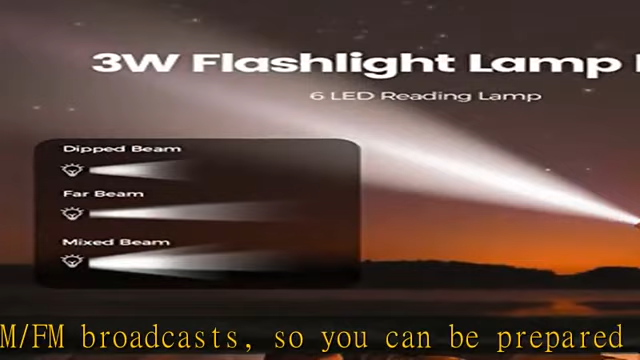 3W Flashlight Lamp
6 LED Reading Lamp
Dipped Beam
Far Beam
Mixed Beam
M/FM broadcasts, so you can be prepared